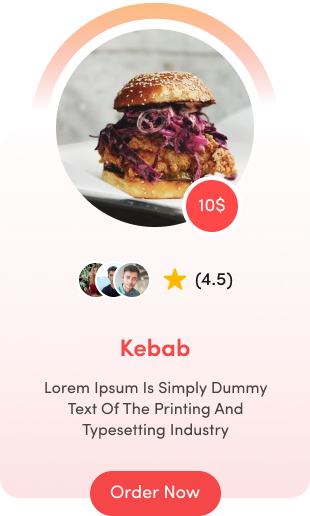 10$
(4.5)
Kebab
Lorem Ipsum Is Simply Dummy
Text Of The Printing And
Typesetting Industry
Order Now